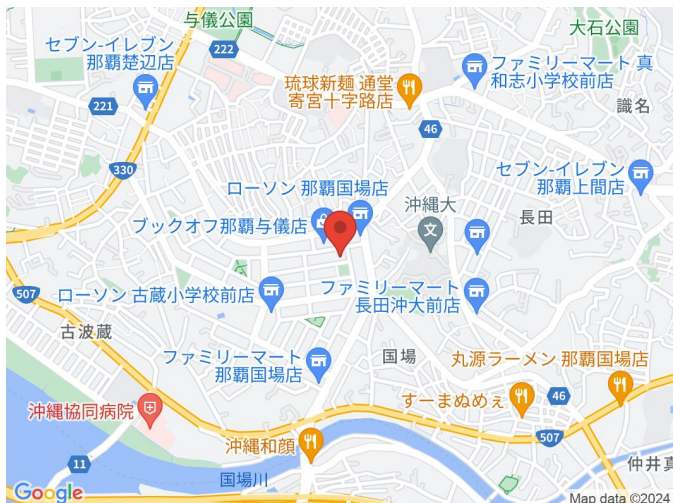 与儀公園
大石公園
セブン-イレブン
那覇楚辺店
222
琉球新麺 通堂
寄宮十字路店
ファミリーマート 真
和志小学校前店
221
識名
46
330
セブン-イレブン
那覇上間店
ローソン 那覇国場店
沖縄大
文
長田
ブックオフ那覇与儀店
507
ローソン 古蔵小学校前店
ファミリーマート
長田沖大前店
古波蔵
ファミリーマート
那覇国場店
国場
丸源ラーメン 那覇国場店
すーまぬめぇ
46
沖縄協同病院
沖縄和顔
507
仲井真
11
国場川
Google
Map data ©2024